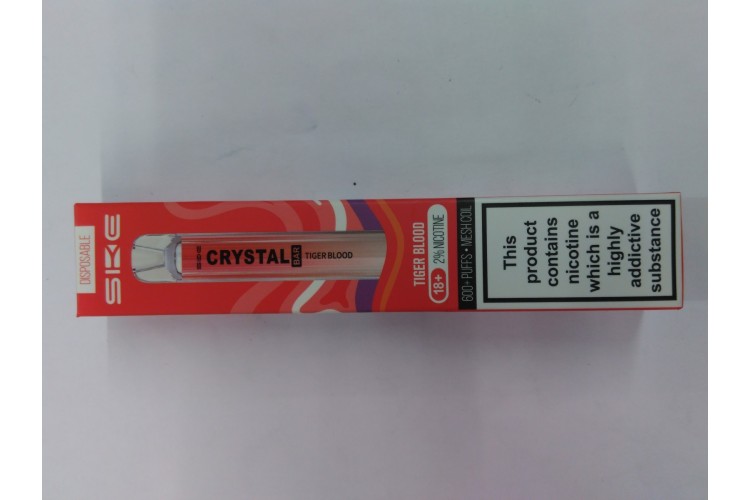 DISPOSABLE
SKE
SKE CRYSTAL BAR TIGER BLOOD
TIGER BLOOD
18+ 2% NICOTINE
600+ PUFFS • MESH COIL
This
product
contains
nicotine
which is a
highly
addictive
substance